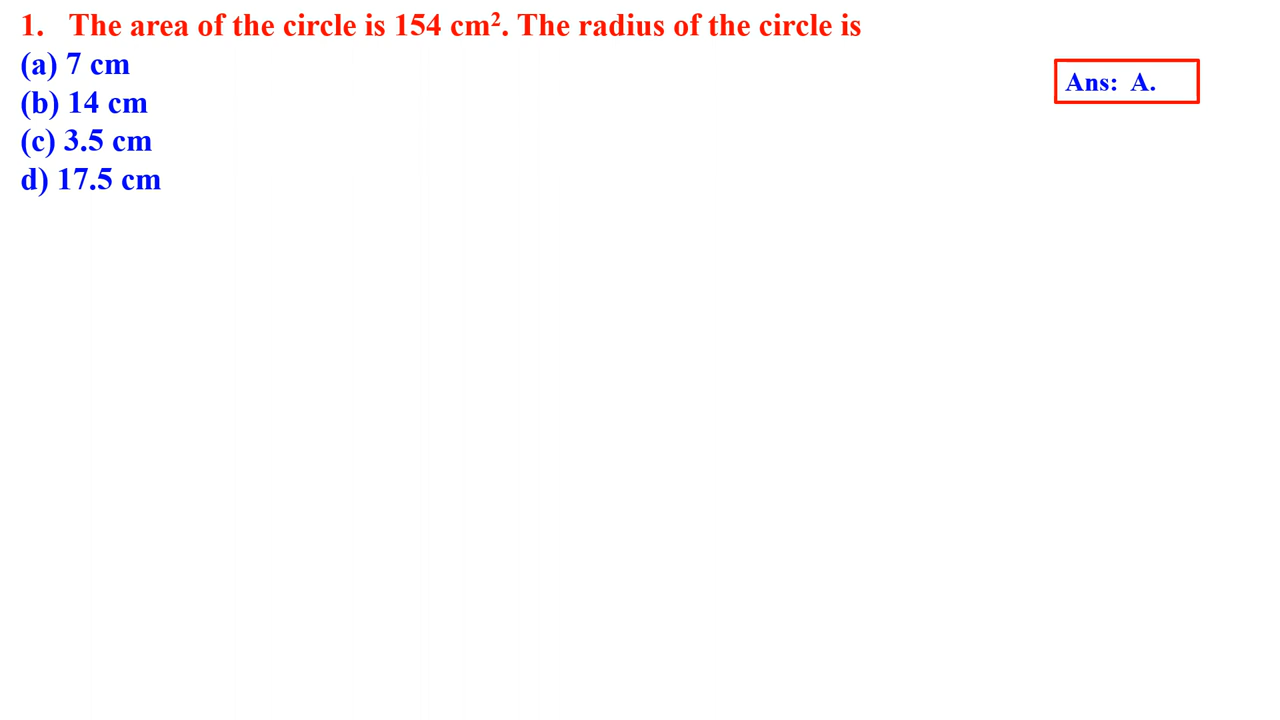 1. The area of the circle is 154 cm². The radius of the circle is
(a) 7 cm
Ans: A.
(b) 14 cm
(c) 3.5 cm
d) 17.5 cm